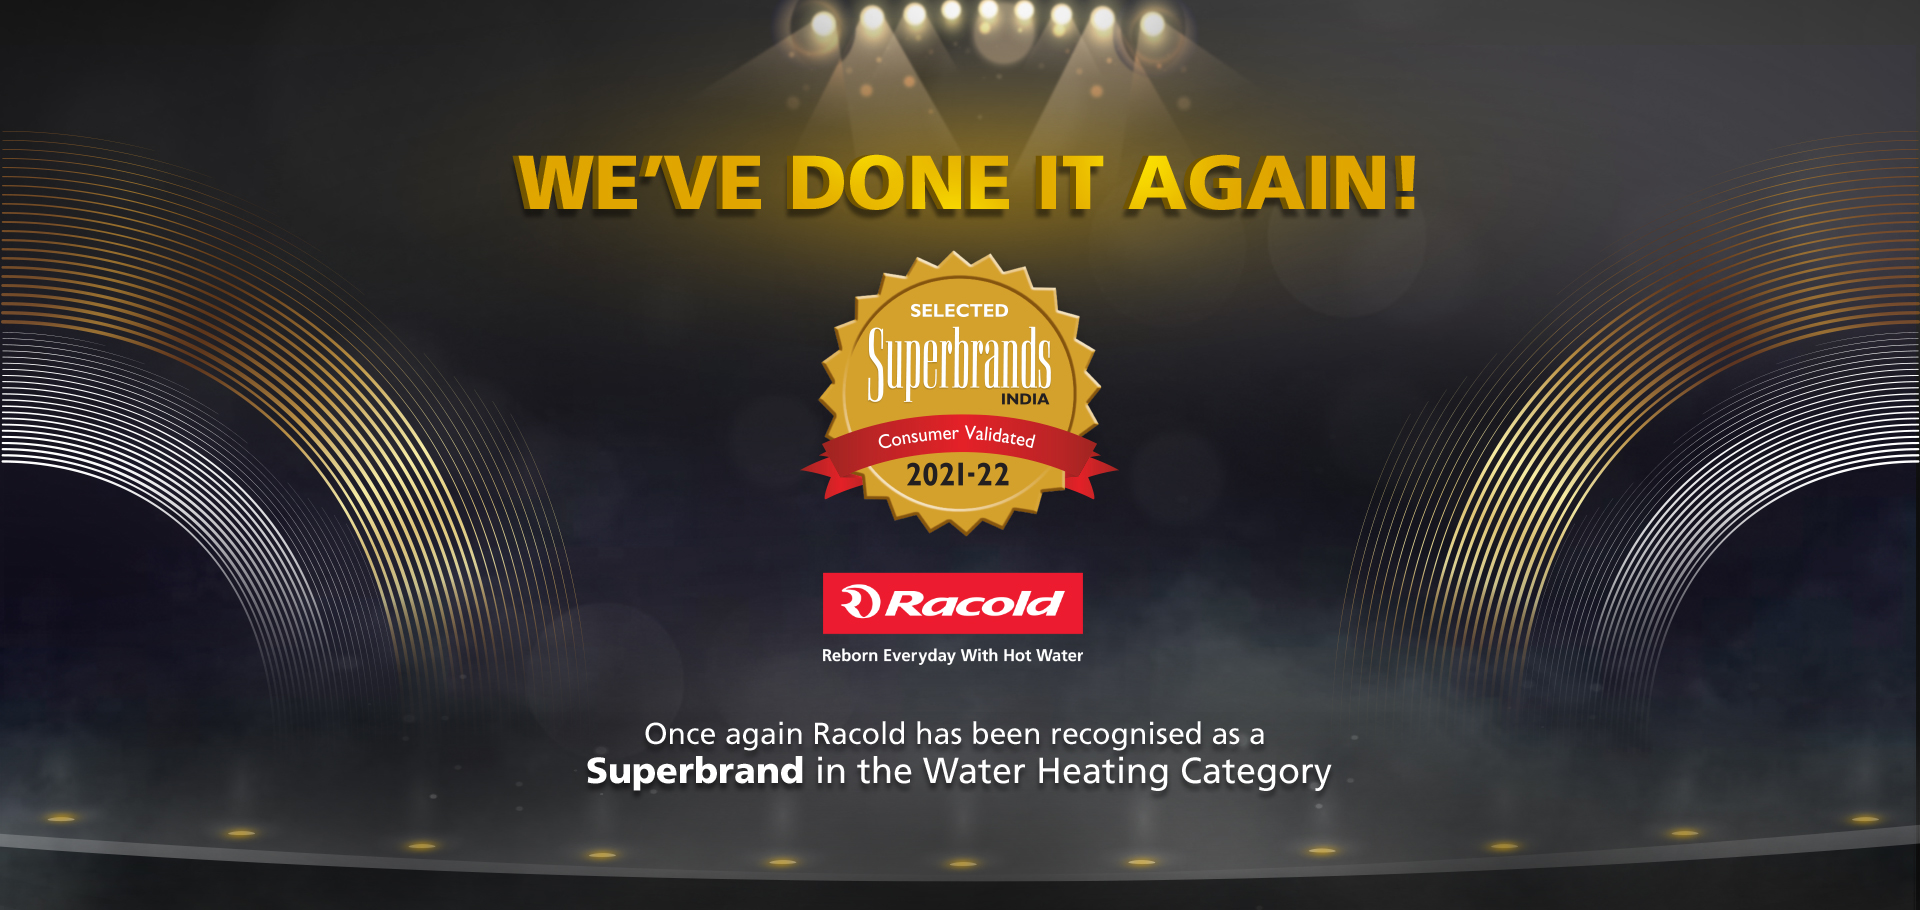 WE'VE DONE IT AGAIN!
SELECTED
Superbrands
INDIA
Consumer Validated
2021-22
Racold
Reborn Everyday With Hot Water
Once again Racold has been recognised as a
Superbrand in the Water Heating Category